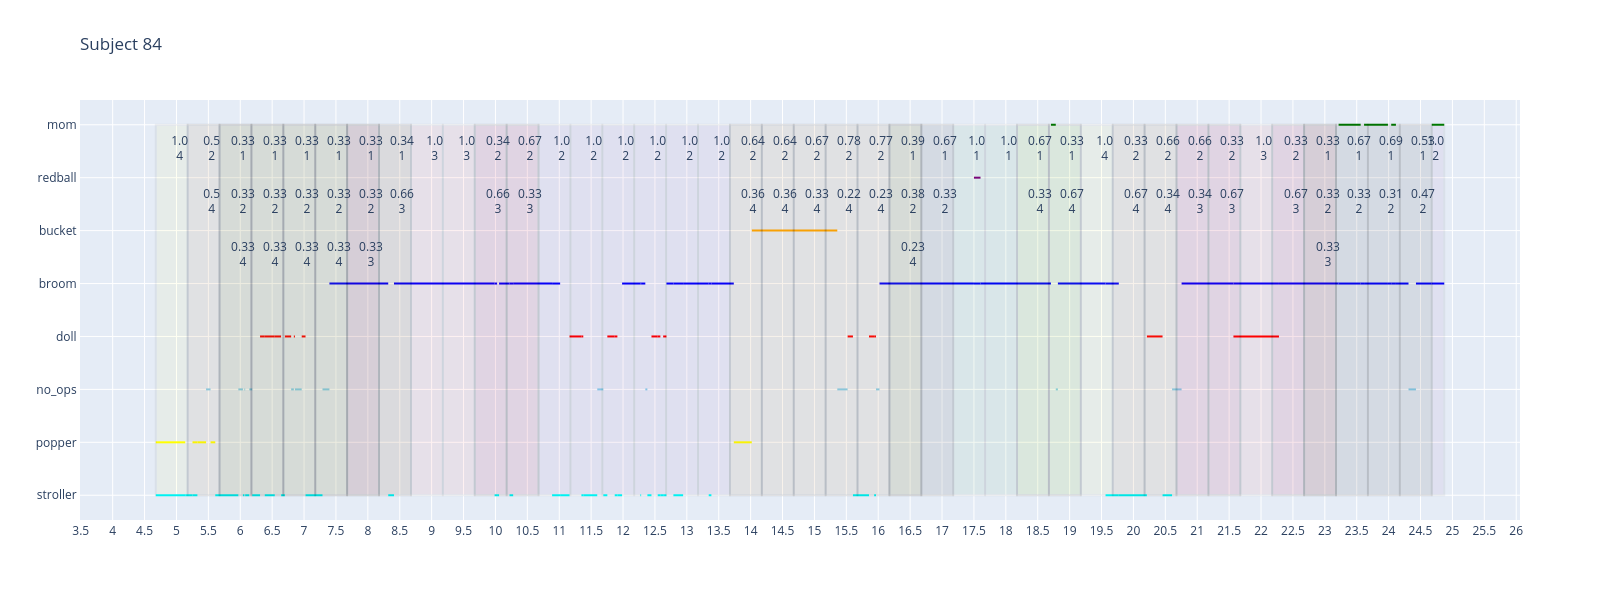 Subject 84
mom
1.0 0.5 0.33 0.33 0.33 0.33 0.33 0.34 1.0 1.0 0.34 0.67 1.0 1.0 1.0 1.0 1.0 1.0 0.64 0.64 0.67 0.78 0.77 0.39 0.67 1.0 1.0 0.67 0.33 1.0 0.33 0.66 0.66 0.33 1.0 0.33 0.33 0.67 0.69 0.53 1.0
4 2 1 1 1 1 1 1 3 3 2 2 2 2 2 2 2 2 2 2 2 2 2 1 1 1 1 1 1 4 2 2 2 2 3 2 1 1 1 1 2
redball
0.5 0.33 0.33 0.33 0.33 0.33 0.66 0.66 0.33 0.36 0.36 0.33 0.22 0.23 0.38 0.33 0.33 0.67 0.67 0.34 0.34 0.67 0.67 0.33 0.33 0.31 0.47
4 2 2 2 2 2 3 3 3 4 4 4 4 4 2 2 4 4 4 4 3 3 3 2 2 2 2
bucket
0.33 0.33 0.33 0.33 0.33 0.23 0.33
4 4 4 4 3 4 3
broom
doll
no_ops
popper
stroller
3.5 4 4.5 5 5.5 6 6.5 7 7.5 8 8.5 9 9.5 10 10.5 11 11.5 12 12.5 13 13.5 14 14.5 15 15.5 16 16.5 17 17.5 18 18.5 19 19.5 20 20.5 21 21.5 22 22.5 23 23.5 24 24.5 25 25.5 26